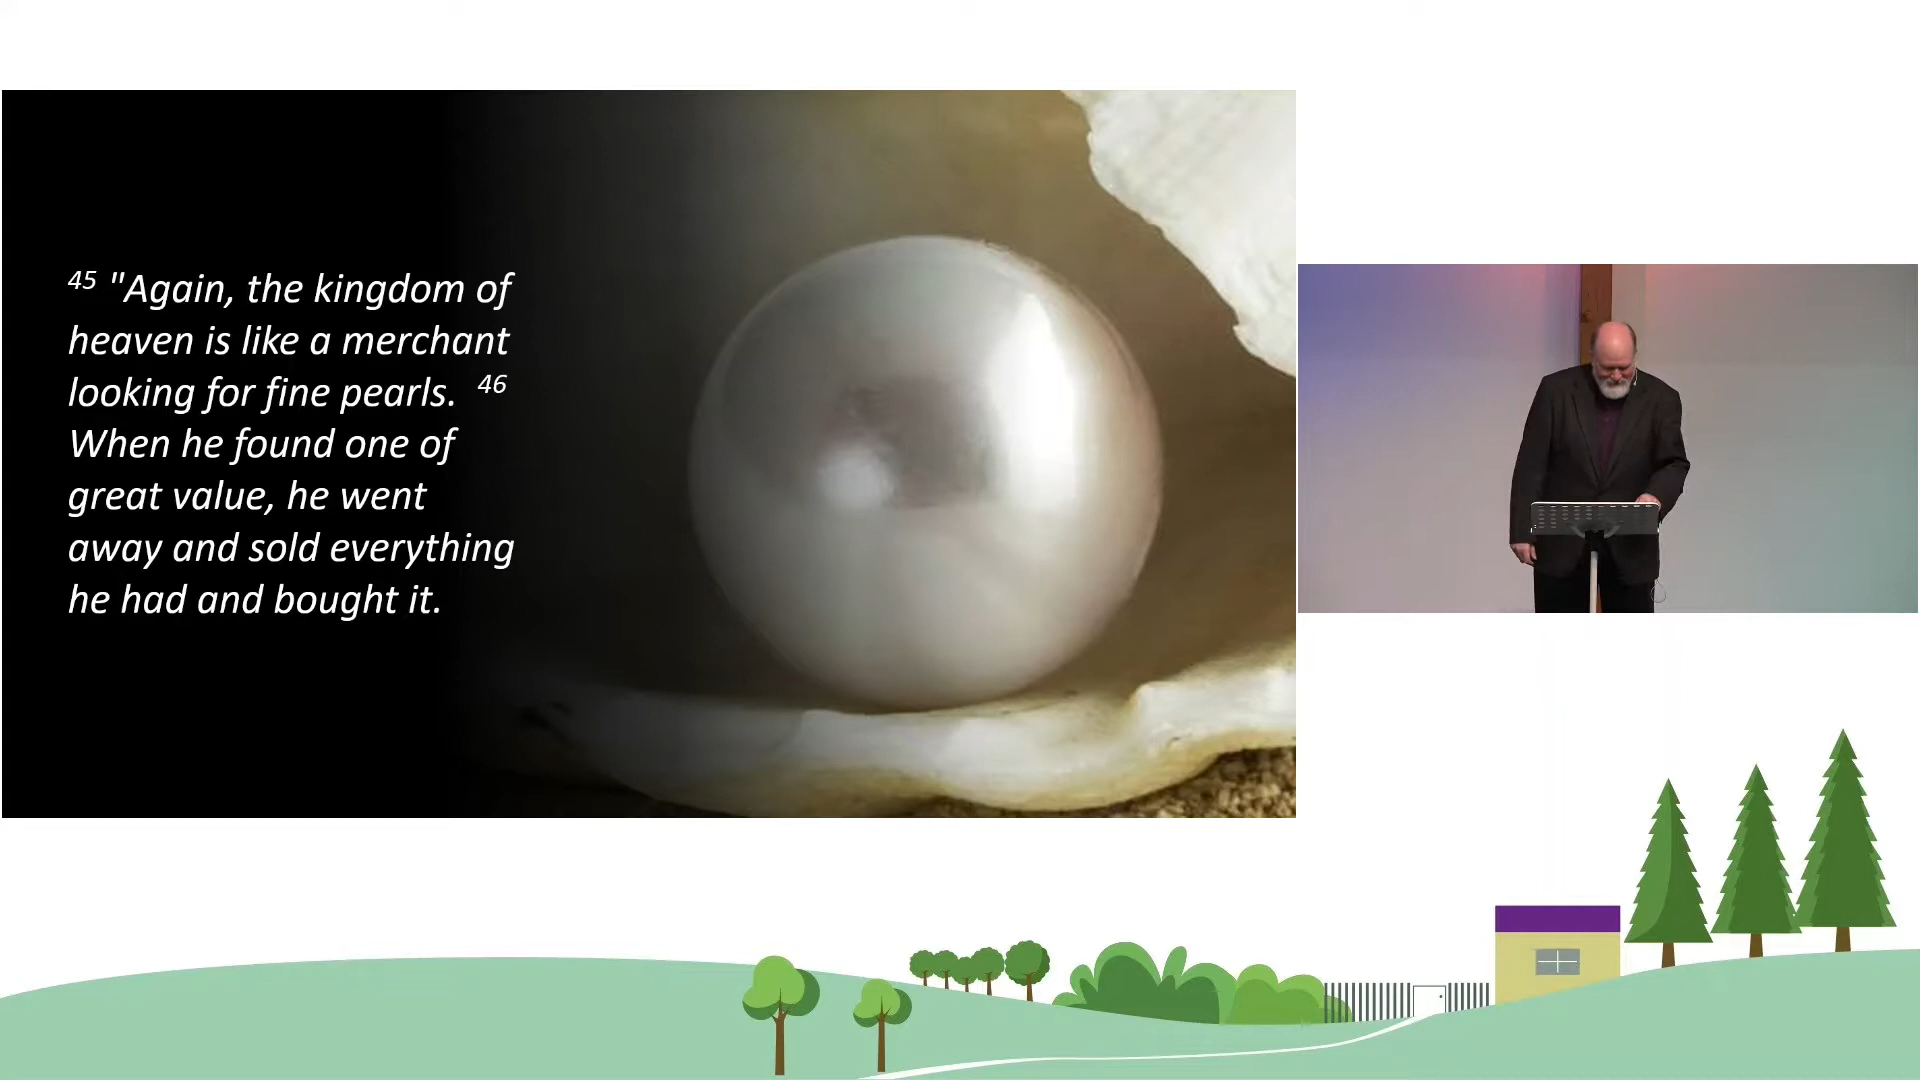 45 "Again, the kingdom of
heaven is like a merchant
looking for fine pearls. 46
When he found one of
great value, he went
away and sold everything
he had and bought it.